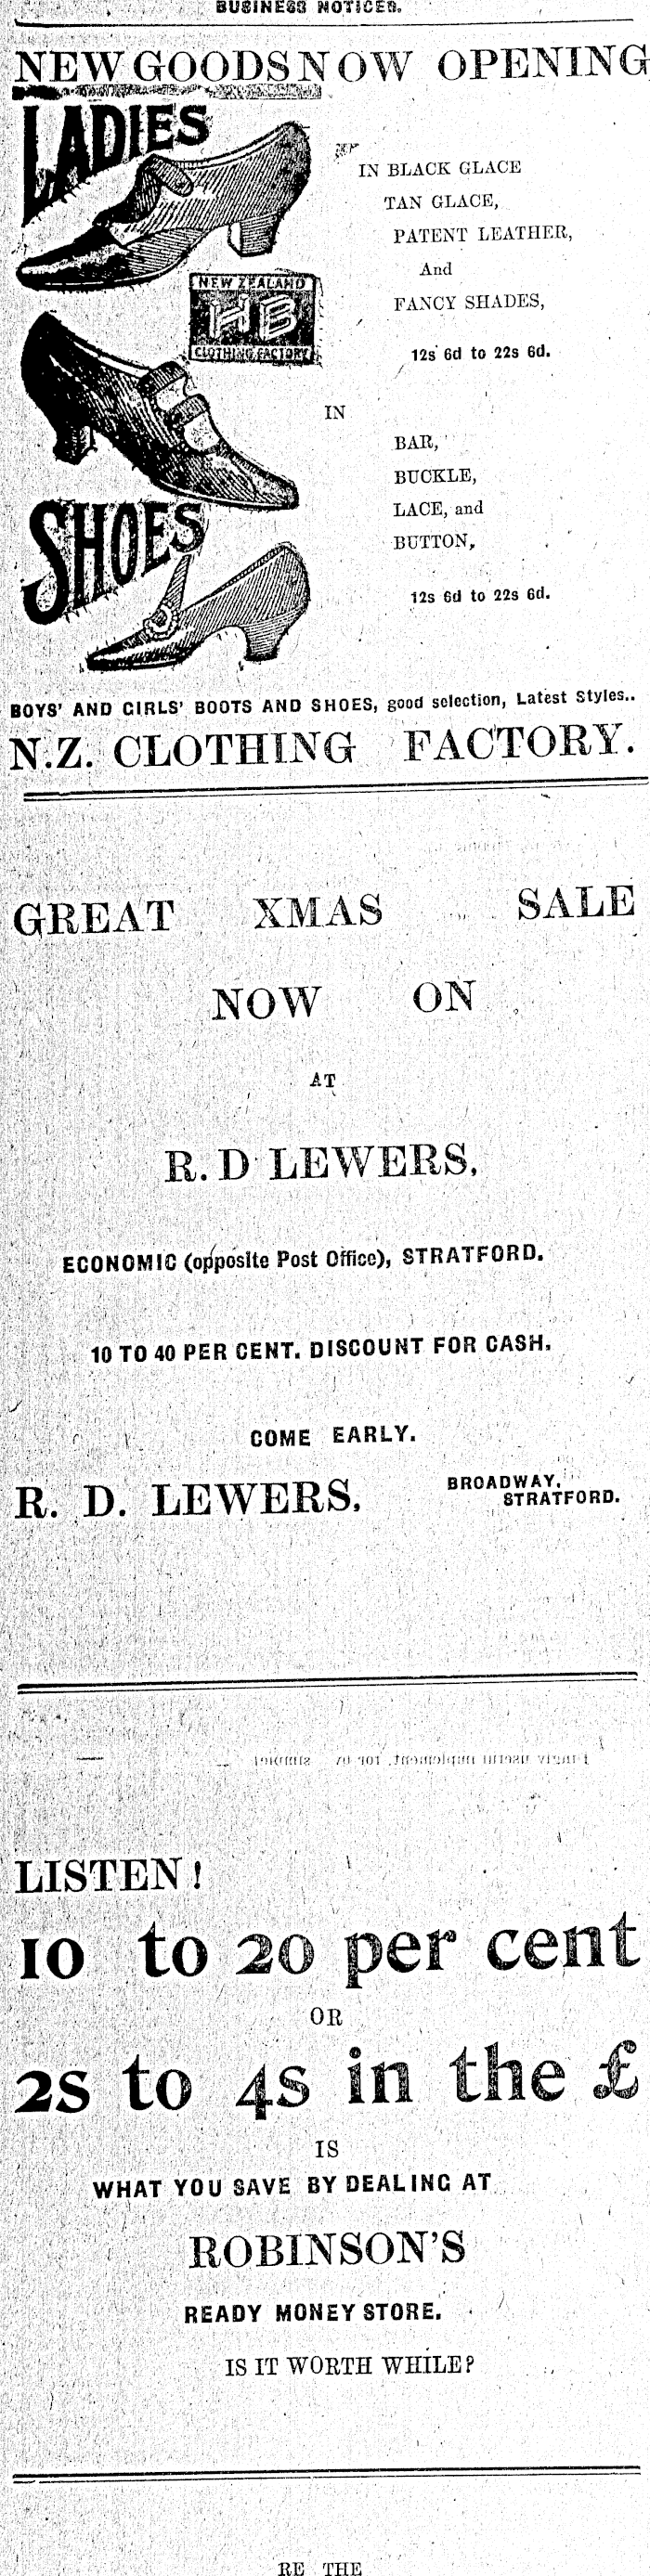 BUSINESS NOTICES.
NEW GOODS NOW OPENING
LADIES
IN BLACK GLACE
TAN GLACE,
PATENT LEATHER,
And
FANCY SHADES,
12s 6d to 22s 6d.
NEW ZEALAND
HB
CLOTHING FACTORY
IN
BAR,
BUCKLE,
LACE, and
BUTTON,
SHOES
12s 6d to 22s 6d.
BOYS' AND GIRLS' BOOTS AND SHOES, good selection, Latest Styles..
N.Z. CLOTHING FACTORY.
GREAT XMAS SALE
NOW ON
AT
R. D LEWERS.
ECONOMIC (opposite Post Office), STRATFORD.
10 TO 40 PER CENT. DISCOUNT FOR CASH.
COME EARLY.
R. D. LEWERS.
BROADWAY,
STRATFORD.
LISTEN!
10 to 20 per cent
OR
2s to 4s in the £
IS
WHAT YOU SAVE BY DEALING AT
ROBINSON'S
READY MONEY STORE.
IS IT WORTH WHILE?
RE THE